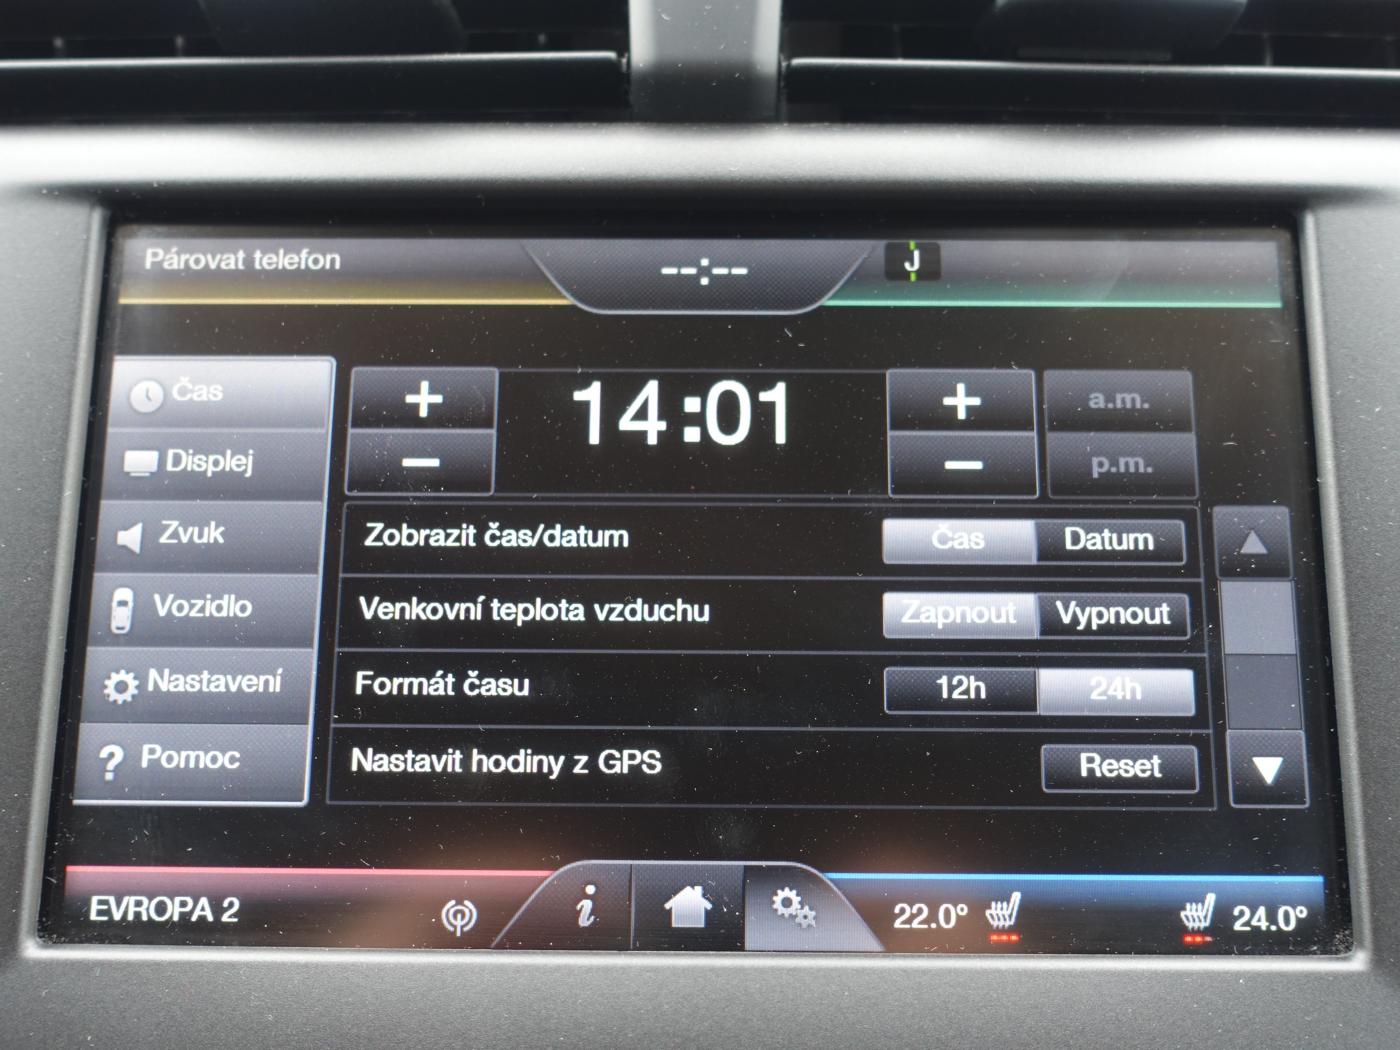 Párovat telefon
--:--
J
Čas
Displej
Zvuk
Vozidlo
Nastavení
? Pomoc
+
14:01
+
a.m.
−
−
p.m.
Zobrazit čas/datum Čas Datum
Venkovní teplota vzduchu Zapnout Vypnout
Formát času 12h 24h
Nastavit hodiny z GPS Reset
EVROPA 2
i
22.0°
24.0°